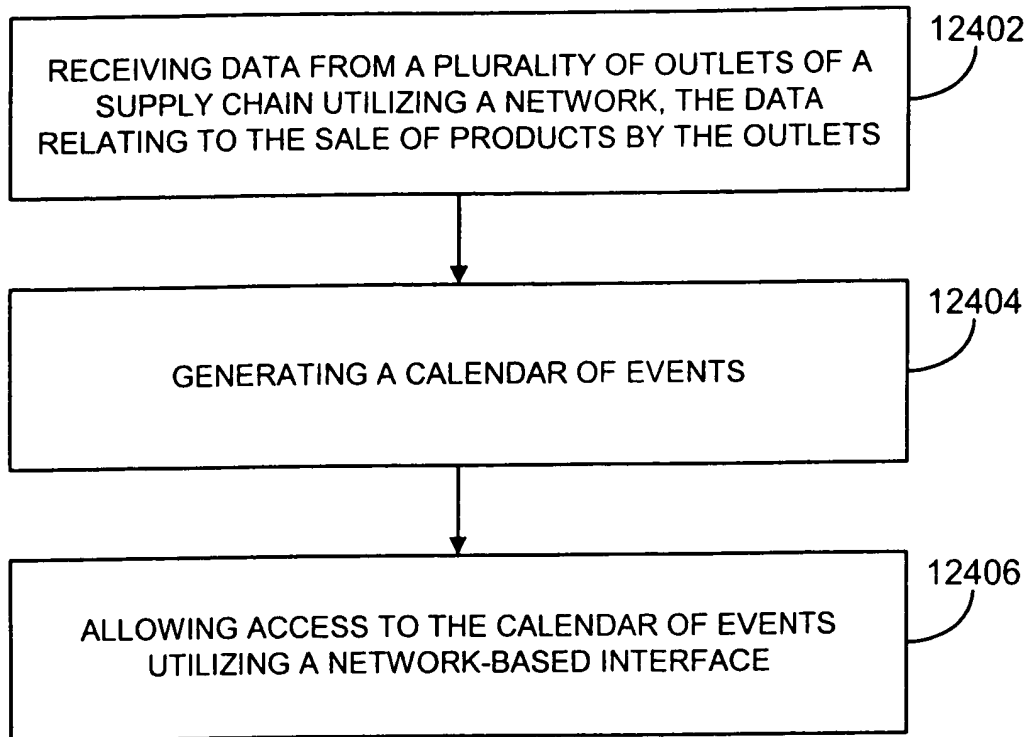 12402
RECEIVING DATA FROM A PLURALITY OF OUTLETS OF A
SUPPLY CHAIN UTILIZING A NETWORK, THE DATA
RELATING TO THE SALE OF PRODUCTS BY THE OUTLETS
12404
GENERATING A CALENDAR OF EVENTS
12406
ALLOWING ACCESS TO THE CALENDAR OF EVENTS
UTILIZING A NETWORK-BASED INTERFACE